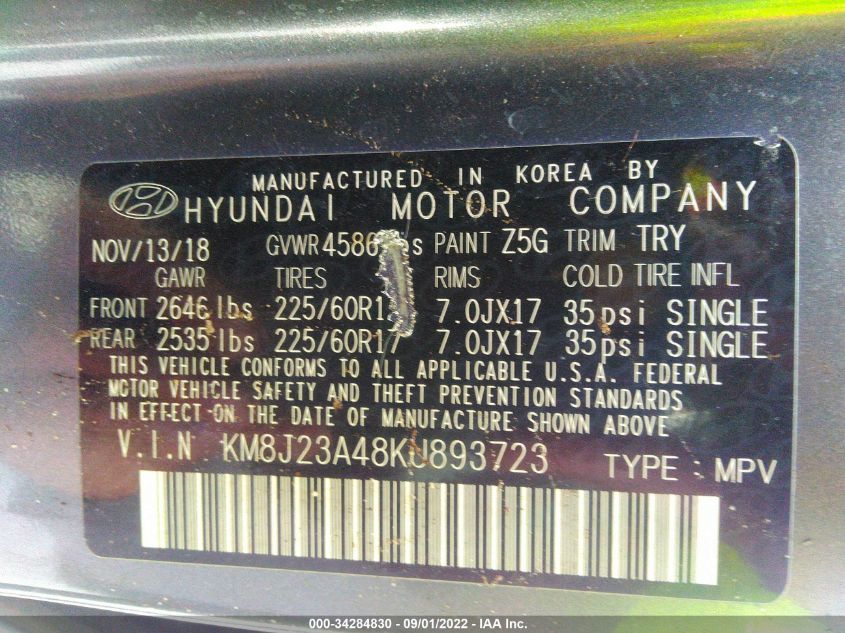 MANUFACTURED IN KOREA BY
HYUNDAI MOTOR COMPANY
NOV/13/18 GVWR PAINT Z5G TRIM TRY
GAWR TIRES RIMS COLD TIRE INFL
FRONT 2646 lbs 7.0JX17 35psi SINGLE
REAR 2535 lbs 225/60R17 7.0JX17 35psi SINGLE
THIS VEHICLE CONFORMS TO ALL APPLICABLE U.S.A. FEDERAL
MOTOR VEHICLE SAFETY AND THEFT PREVENTION STANDARDS
IN EFFECT ON THE DATE OF MANUFACTURE SHOWN ABOVE
V.I.N KM8J23A48KU893723 TYPE : MPV
000-34284830 - 09/01/2022 - IAA Inc.